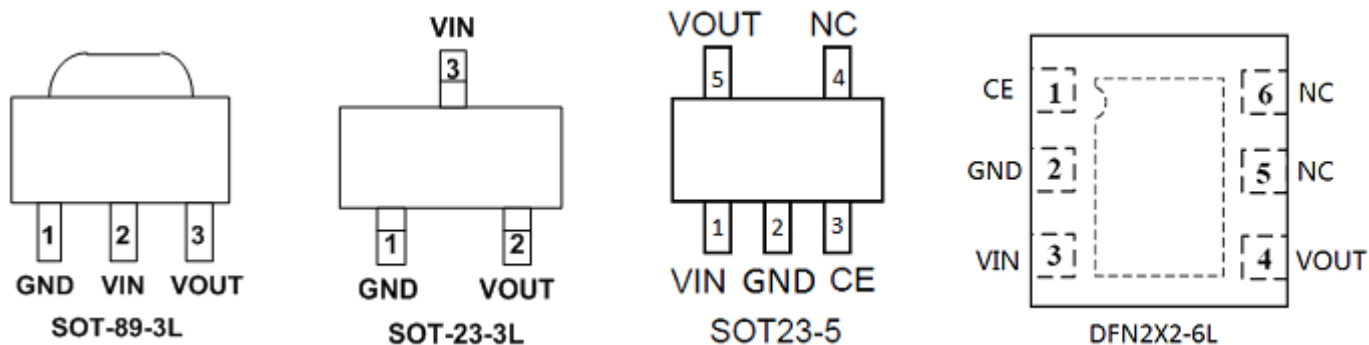 1 2 3
GND VIN VOUT
SOT-89-3L
VIN
3
1 2
GND VOUT
SOT-23-3L
VOUT NC
5 4
1 2 3
VIN GND CE
SOT23-5
CE 1 6 NC
GND 2 5 NC
VIN 3 4 VOUT
DFN2X2-6L